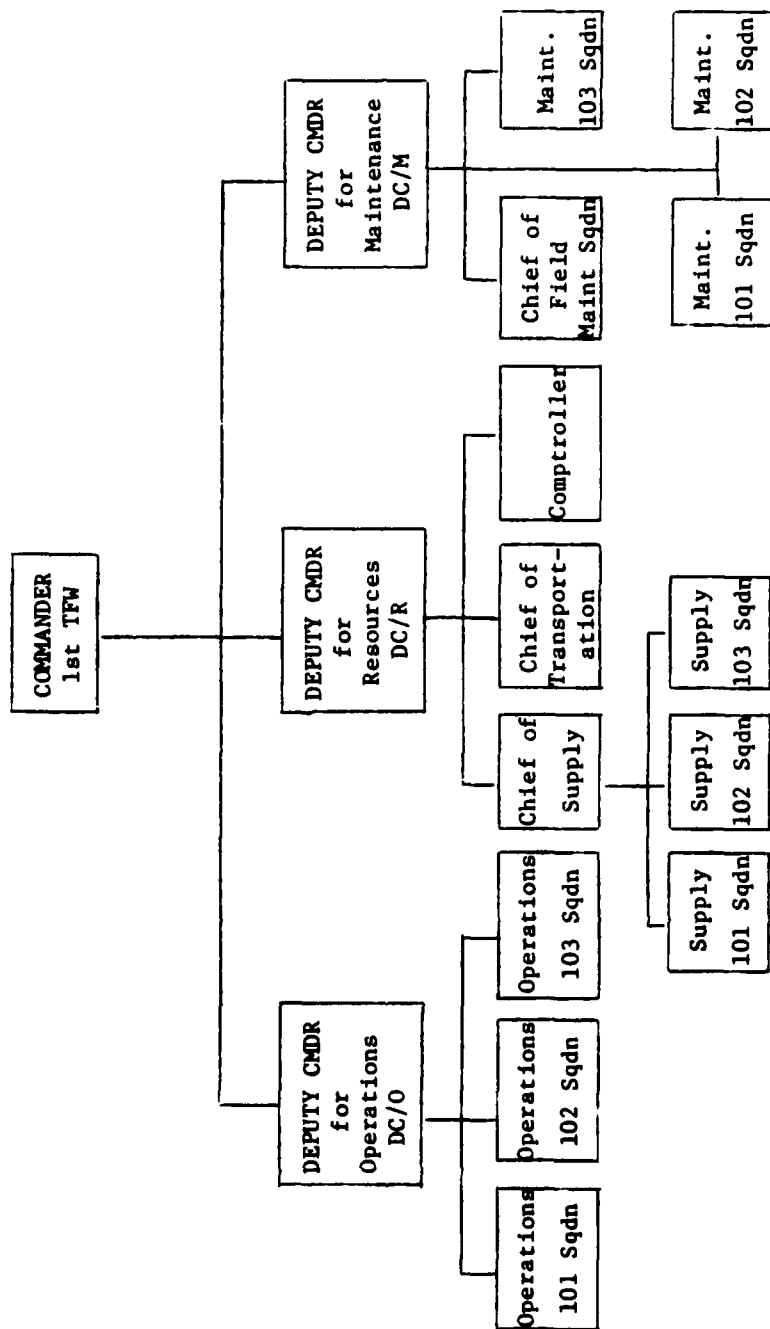 COMMANDER
1st TFW
DEPUTY CMDR
for
Operations
DC/O
DEPUTY CMDR
for
Resources
DC/R
DEPUTY CMDR
for
Maintenance
DC/M
Operations
101 Sqdn
Operations
102 Sqdn
Operations
103 Sqdn
Chief of
Supply
Chief of
Transport-
ation
Comptroller
Chief of
Field
Maint Sqdn
Maint.
103 Sqdn
Supply
101 Sqdn
Supply
102 Sqdn
Supply
103 Sqdn
Maint.
101 Sqdn
Maint.
102 Sqdn